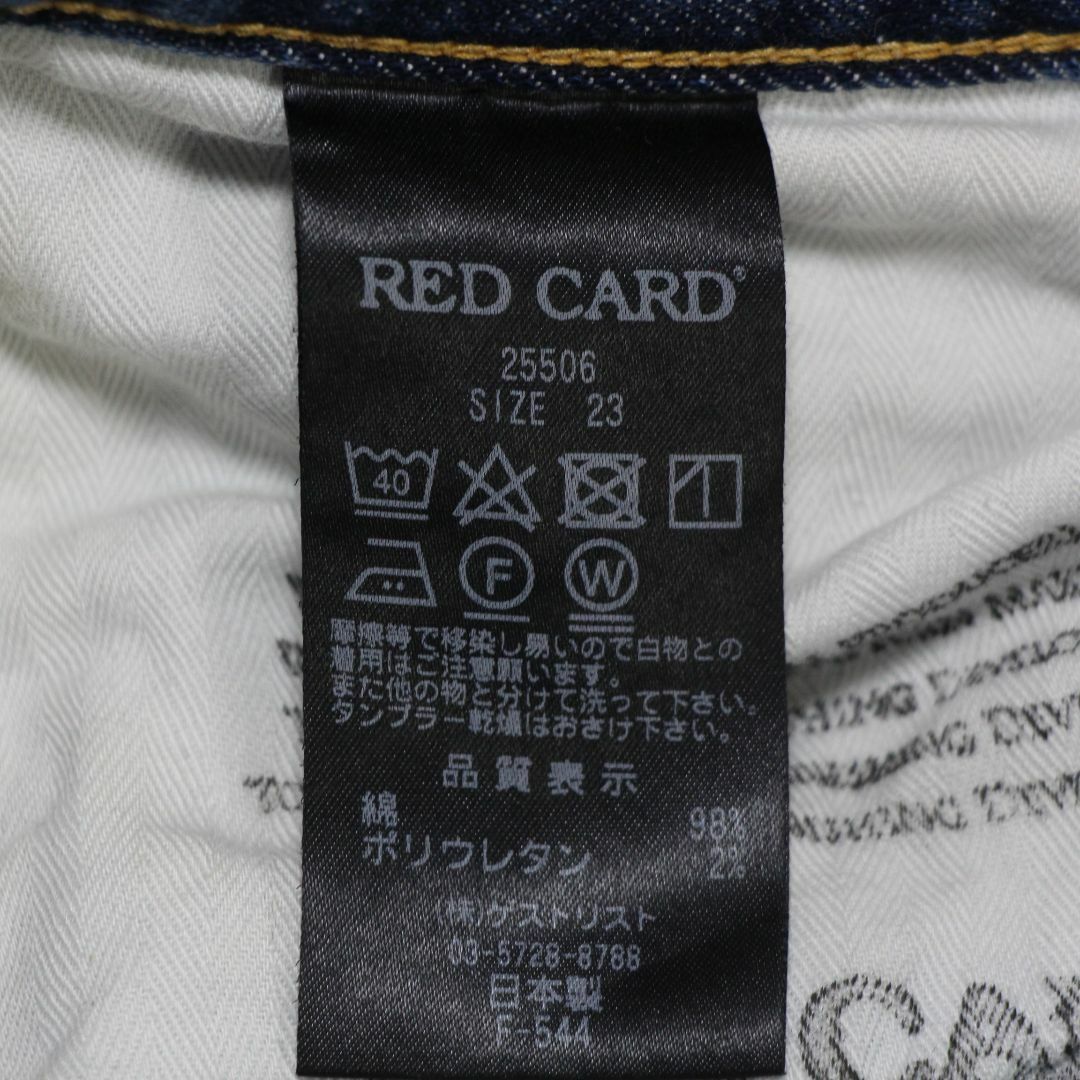 RED CARD®
25506
SIZE 23
40
F
W
摩擦等で移染し易いので白物との
着用はご注意願います。
また他の物と分けて洗って下さい。
タンブラー乾燥はおさけ下さい。
品質表示
綿 98%
ポリウレタン 2%
(株)ゲストリスト
03-5728-8788
日本製
F-544